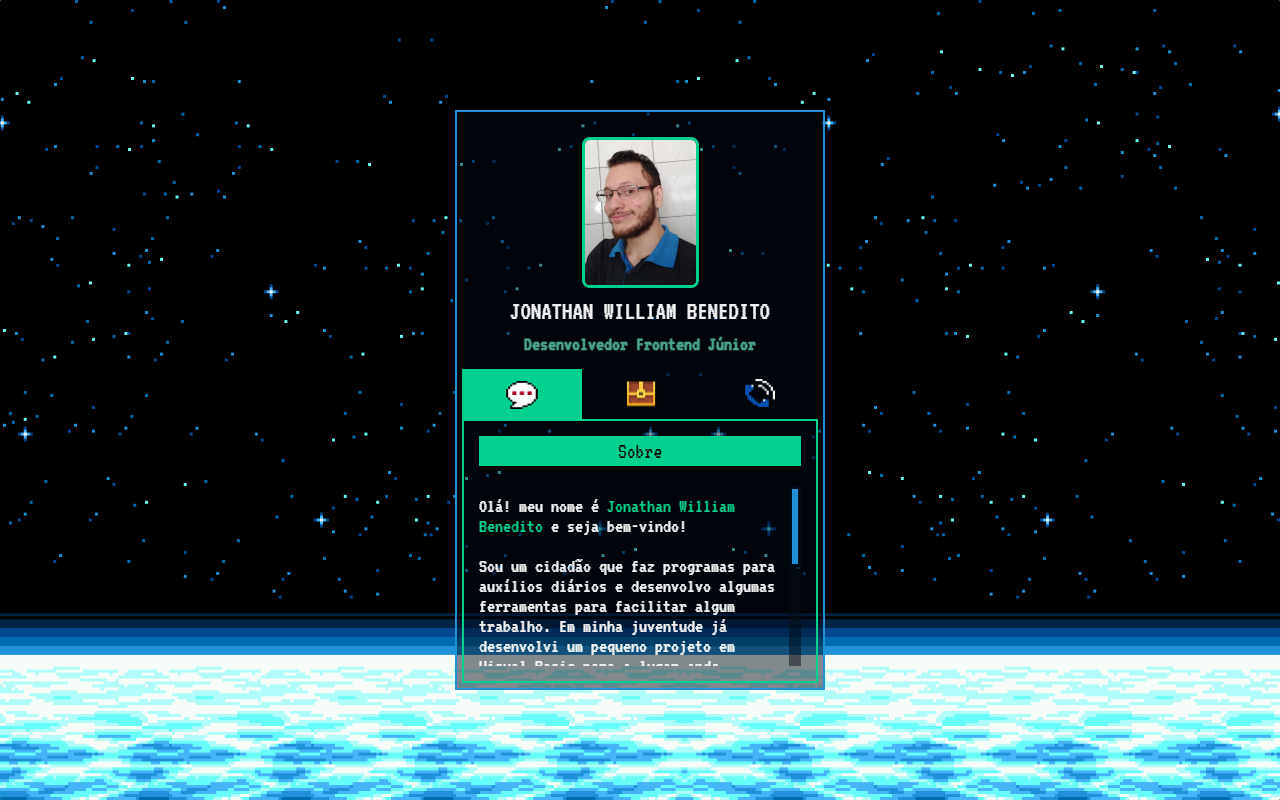 JONATHAN WILLIAM BENEDITO
Desenvolvedor Frontend Júnior
Sobre
Olá! meu nome é Jonathan William
Benedito e seja bem-vindo!
Sou um cidadão que faz programas para
auxílios diários e desenvolvo algumas
ferramentas para facilitar algum
trabalho. Em minha juventude já
desenvolvi um pequeno projeto em